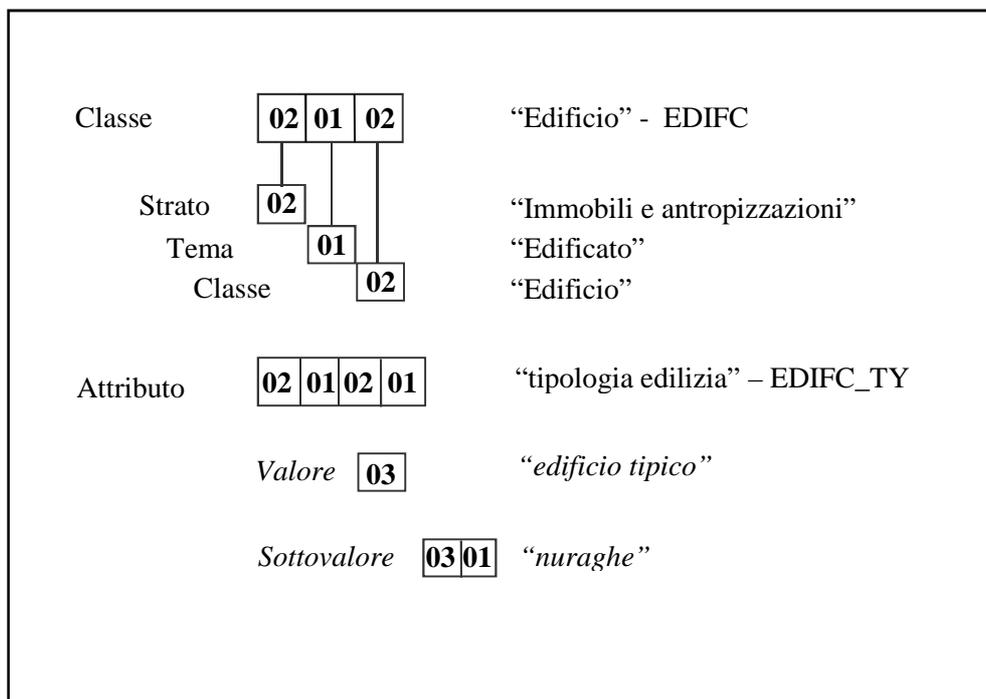 Classe 02 01 02 “Edificio” - EDIFC
Strato 02 “Immobili e antropizzazioni”
Tema 01 “Edificato”
Classe 02 “Edificio”
Attributo 02 01 02 01 “tipologia edilizia” – EDIFC_TY
Valore 03 “edificio tipico”
Sottovalore 03 01 “nuraghe”